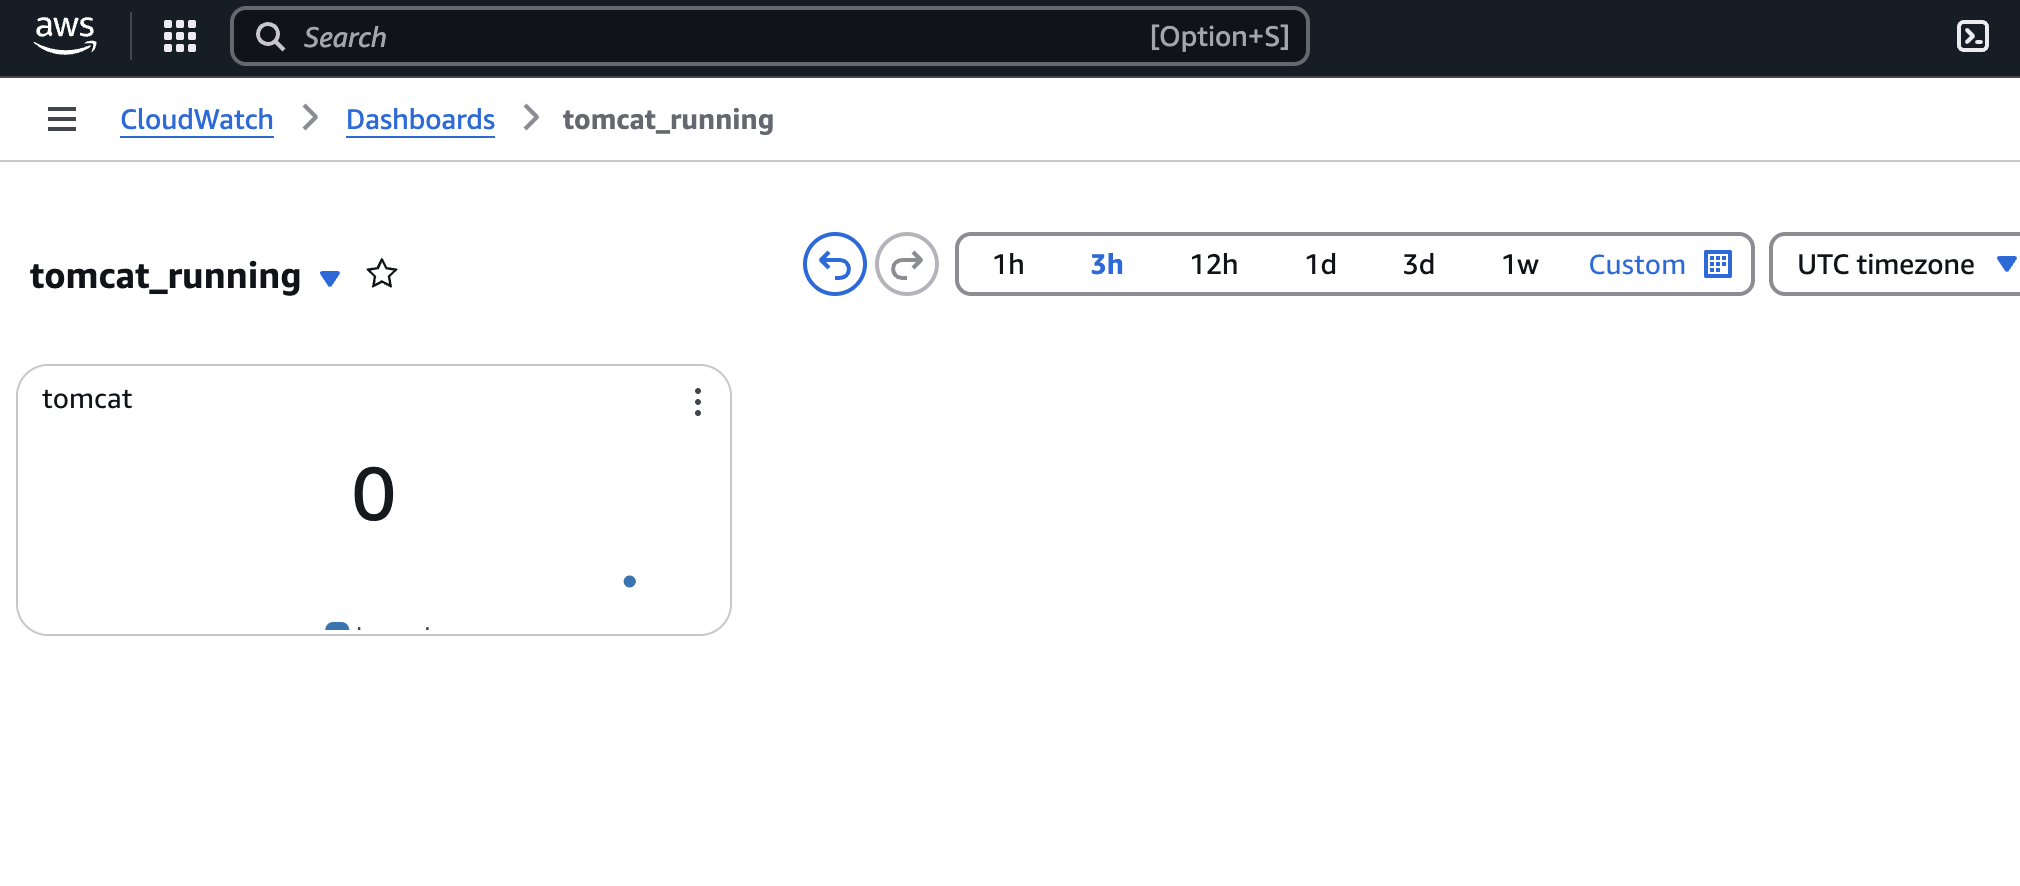 aws
Search [Option+S]
CloudWatch Dashboards tomcat_running
tomcat_running
1h 3h 12h 1d 3d 1w Custom UTC timezone
tomcat
0